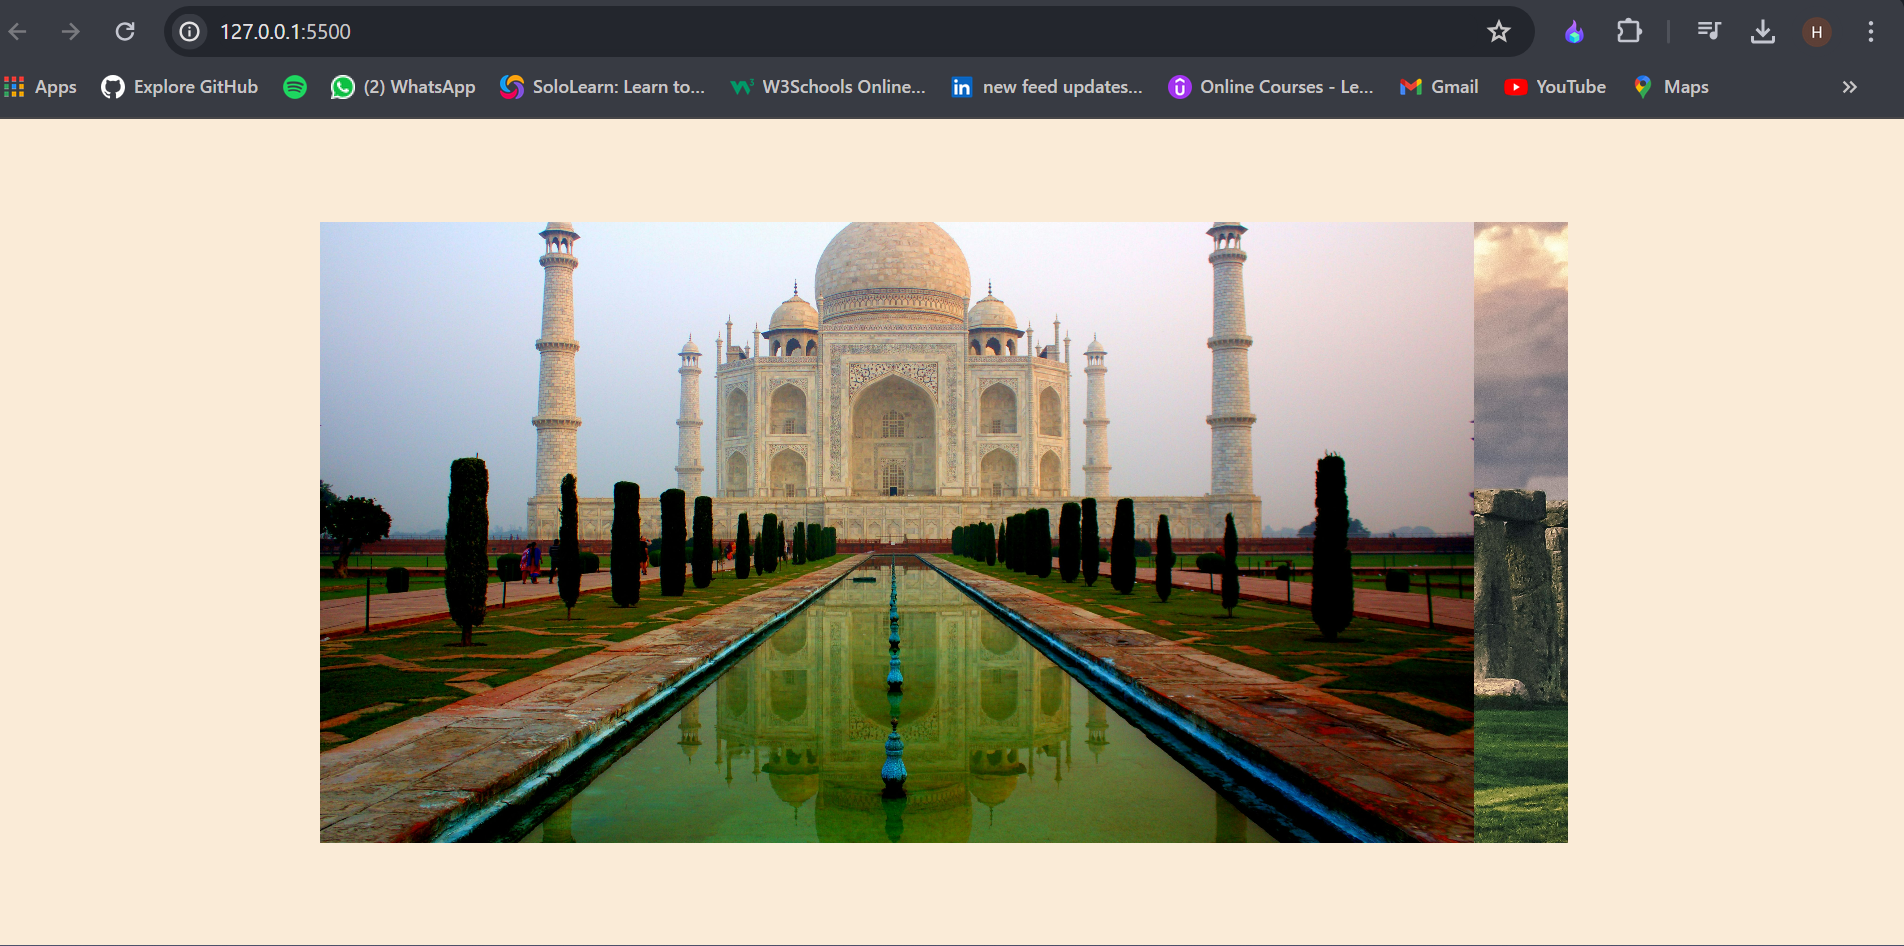 127.0.0.1:5500
H
Apps
Explore GitHub
(2) WhatsApp
SoloLearn: Learn to...
W3Schools Online...
in
new feed updates...
Online Courses - Le...
Gmail
YouTube
Maps